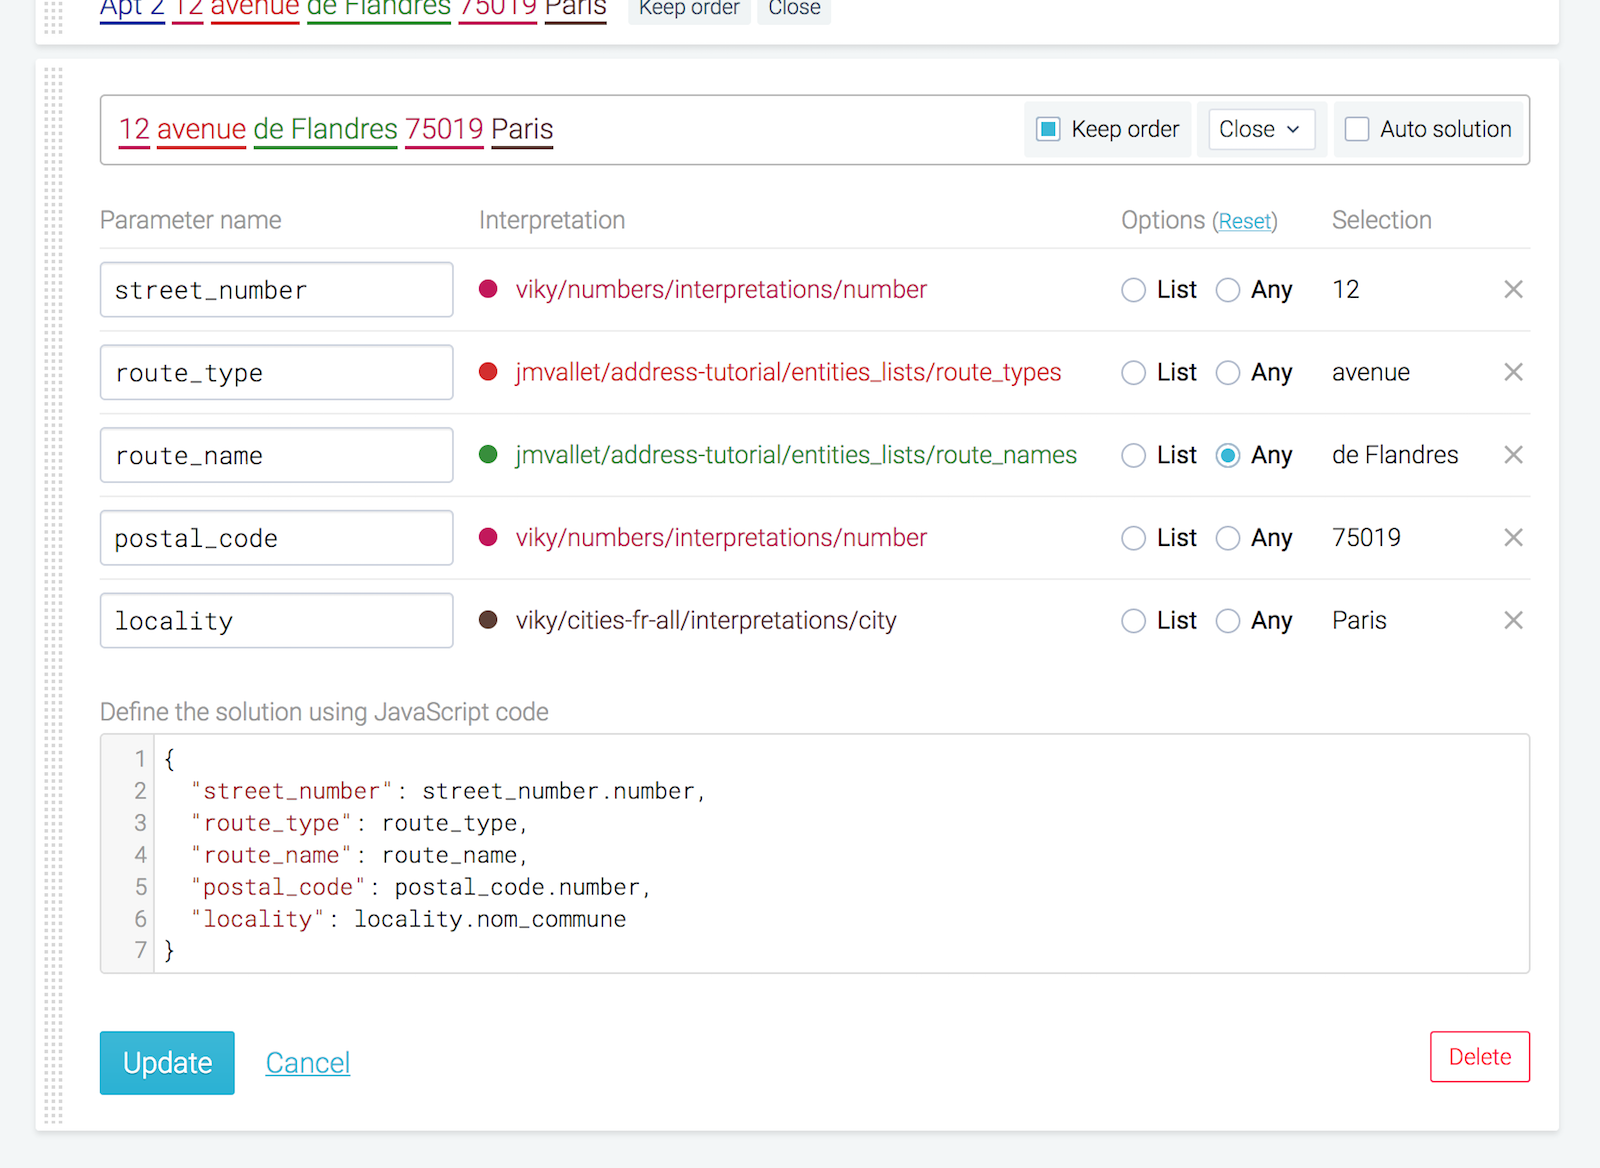 Apt 2 12 avenue de Flandres 75019 Paris Keep order Close
12 avenue de Flandres 75019 Paris Keep order Close Auto solution
Parameter name Interpretation Options (Reset) Selection
street_number viky/numbers/interpretations/number List Any 12
route_type jmvallet/address-tutorial/entities_lists/route_types List Any avenue
route_name jmvallet/address-tutorial/entities_lists/route_names List Any de Flandres
postal_code viky/numbers/interpretations/number List Any 75019
locality viky/cities-fr-all/interpretations/city List Any Paris
Define the solution using JavaScript code
1 {
2 "street_number": street_number.number,
3 "route_type": route_type,
4 "route_name": route_name,
5 "postal_code": postal_code.number,
6 "locality": locality.nom_commune
7 }
Update Cancel Delete